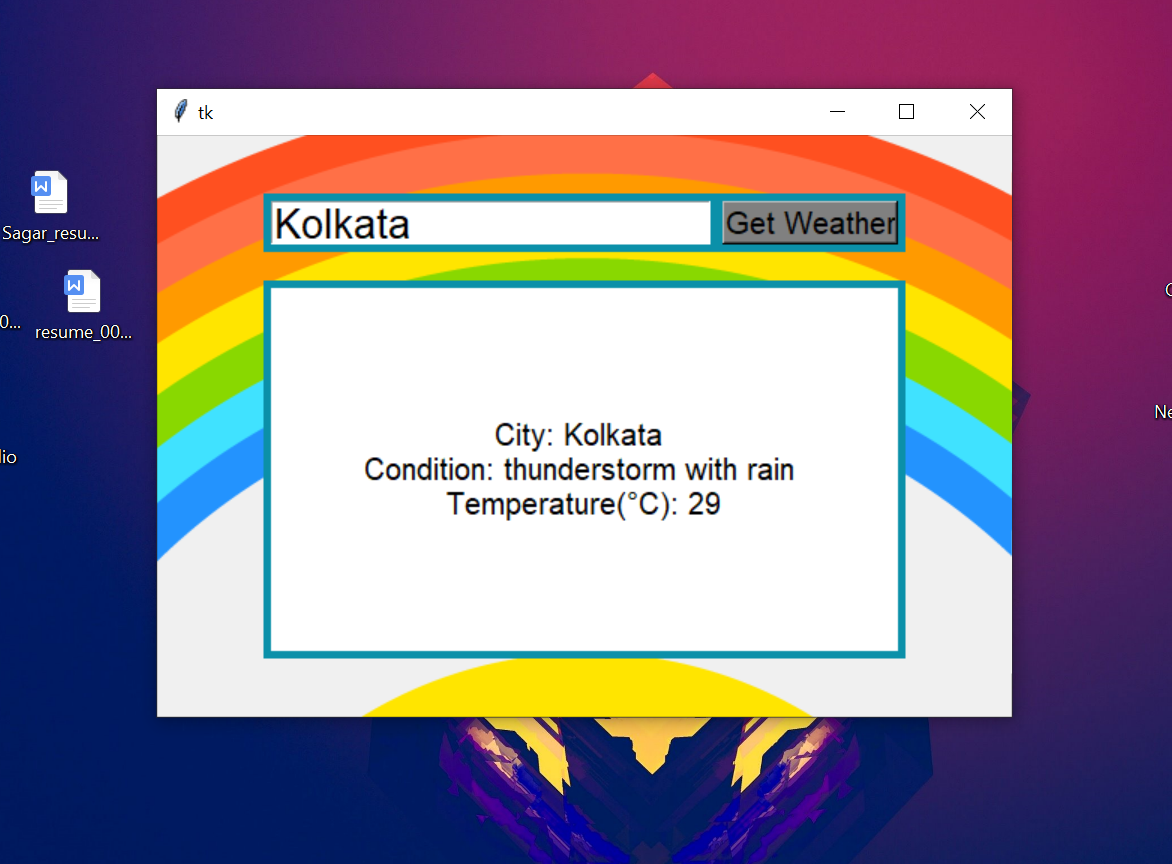 tk
Kolkata
Get Weather
Sagar_resu...
resume_00...
0...
lio
City: Kolkata
Condition: thunderstorm with rain
Temperature(°C): 29
Ne